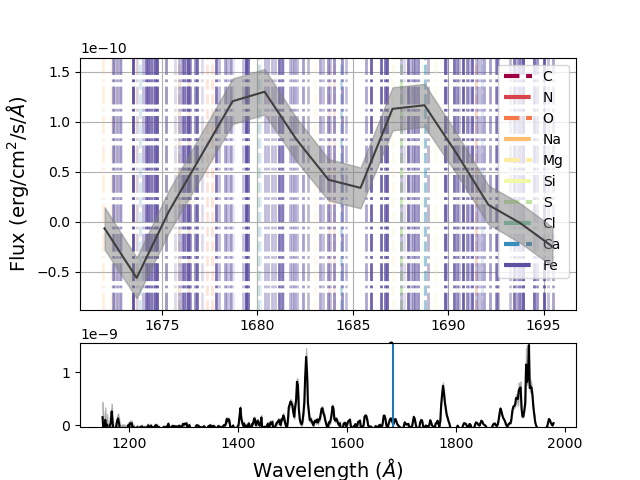 1e−10
1.5
1.0
0.5
0.0
−0.5
Flux (erg/cm²/s/Å)
C
N
O
Na
Mg
Si
S
Cl
Ca
Fe
1675 1680 1685 1690 1695
1e−9
1
0
1200 1400 1600 1800 2000
Wavelength (Å)